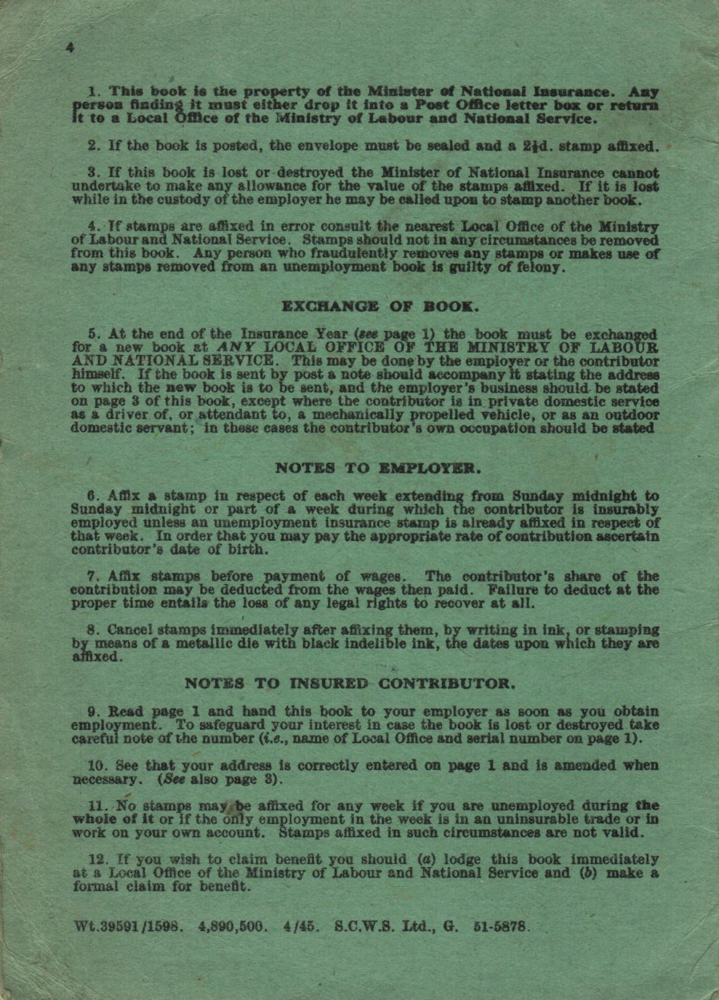 4
1. This book is the property of the Minister of National Insurance. Any
person finding it must either drop it into a Post Office letter box or return
it to a Local Office of the Ministry of Labour and National Service.
2. If the book is posted, the envelope must be sealed and a 2½d. stamp affixed.
3. If this book is lost or destroyed the Minister of National Insurance cannot
undertake to make any allowance for the value of the stamps affixed. If it is lost
while in the custody of the employer he may be called upon to stamp another book.
4. If stamps are affixed in error consult the nearest Local Office of the Ministry
of Labour and National Service. Stamps should not in any circumstances be removed
from this book. Any person who fraudulently removes any stamps or makes use of
any stamps removed from an unemployment book is guilty of felony.
EXCHANGE OF BOOK.
5. At the end of the Insurance Year (see page 1) the book must be exchanged
for a new book at ANY LOCAL OFFICE OF THE MINISTRY OF LABOUR
AND NATIONAL SERVICE. This may be done by the employer or the contributor
himself. If the book is sent by post a note should accompany it stating the address
to which the new book is to be sent, and the employer's business should be stated
on page 3 of this book, except where the contributor is in private domestic service
as a driver of, or attendant to, a mechanically propelled vehicle, or as an outdoor
domestic servant; in these cases the contributor's own occupation should be stated
NOTES TO EMPLOYER.
6. Affix a stamp in respect of each week extending from Sunday midnight to
Sunday midnight or part of a week during which the contributor is insurably
employed unless an unemployment insurance stamp is already affixed in respect of
that week. In order that you may pay the appropriate rate of contribution ascertain
contributor's date of birth.
7. Affix stamps before payment of wages. The contributor's share of the
contribution may be deducted from the wages then paid. Failure to deduct at the
proper time entails the loss of any legal rights to recover at all.
8. Cancel stamps immediately after affixing them, by writing in ink, or stamping
by means of a metallic die with black indelible ink, the dates upon which they are
affixed.
NOTES TO INSURED CONTRIBUTOR.
9. Read page 1 and hand this book to your employer as soon as you obtain
employment. To safeguard your interest in case the book is lost or destroyed take
careful note of the number (i.e., name of Local Office and serial number on page 1).
10. See that your address is correctly entered on page 1 and is amended when
necessary. (See also page 3).
11. No stamps may be affixed for any week if you are unemployed during the
whole of it or if the only employment in the week is in an uninsurable trade or in
work on your own account. Stamps affixed in such circumstances are not valid.
12. If you wish to claim benefit you should (a) lodge this book immediately
at a Local Office of the Ministry of Labour and National Service and (b) make a
formal claim for benefit.
Wt.39591/1598. 4,890,500. 4/45. S.C.W.S. Ltd., G. 51-5878.